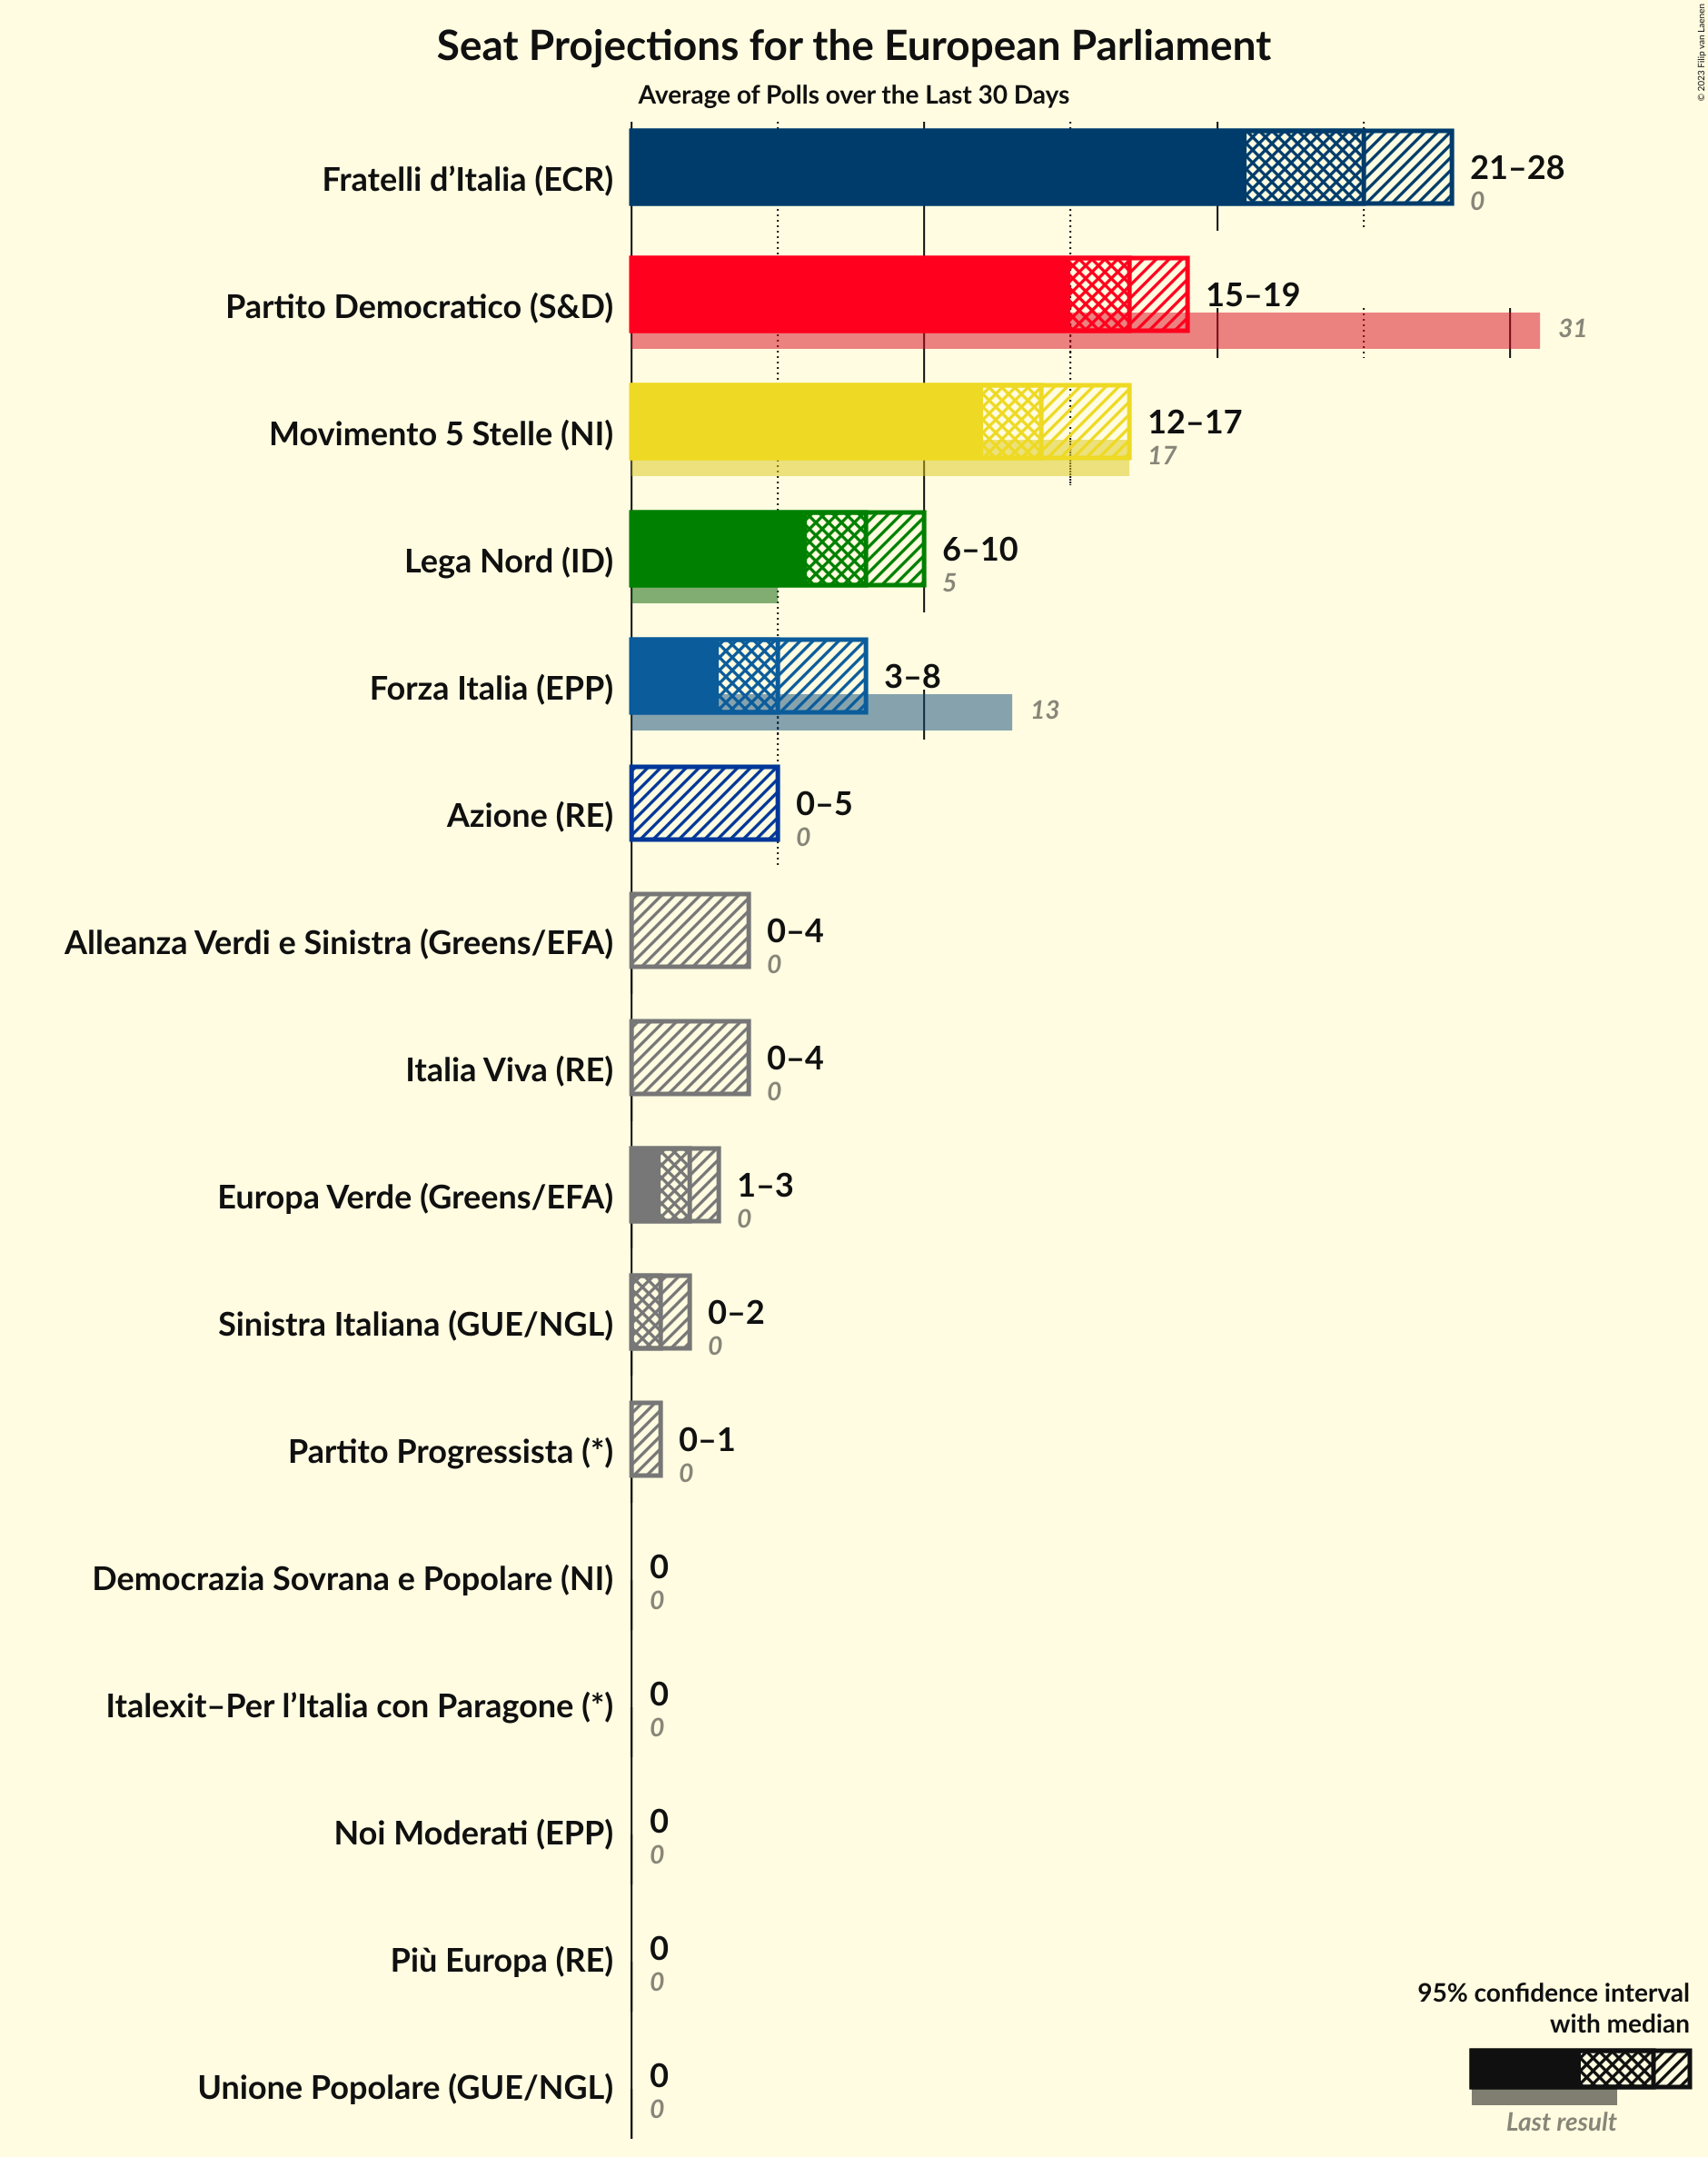 Seat Projections for the European Parliament
Average of Polls over the Last 30 Days
© 2023 Filip van Laenen
Fratelli d’Italia (ECR)
21–28
0
Partito Democratico (S&D)
15–19
31
Movimento 5 Stelle (NI)
12–17
17
Lega Nord (ID)
6–10
5
Forza Italia (EPP)
3–8
13
Azione (RE)
0–5
0
Alleanza Verdi e Sinistra (Greens/EFA)
0–4
0
Italia Viva (RE)
0–4
0
Europa Verde (Greens/EFA)
1–3
0
Sinistra Italiana (GUE/NGL)
0–2
0
Partito Progressista (*)
0–1
0
Democrazia Sovrana e Popolare (NI)
0
0
Italexit–Per l’Italia con Paragone (*)
0
0
Noi Moderati (EPP)
0
0
Più Europa (RE)
0
0
Unione Popolare (GUE/NGL)
0
0
95% confidence interval
with median
Last result